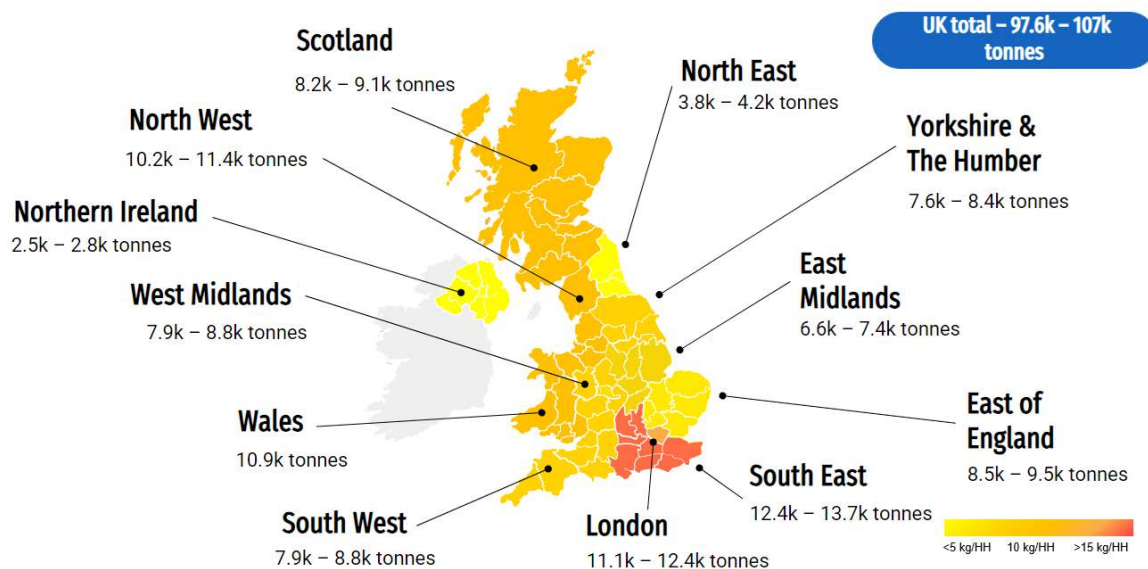 UK total – 97.6k – 107k
tonnes
Scotland
8.2k – 9.1k tonnes
North East
3.8k – 4.2k tonnes
North West
10.2k – 11.4k tonnes
Yorkshire &
The Humber
7.6k – 8.4k tonnes
Northern Ireland
2.5k – 2.8k tonnes
East
Midlands
6.6k – 7.4k tonnes
West Midlands
7.9k – 8.8k tonnes
Wales
10.9k tonnes
East of
England
8.5k – 9.5k tonnes
South East
12.4k – 13.7k tonnes
South West
7.9k – 8.8k tonnes
London
11.1k – 12.4k tonnes
<5 kg/HH 10 kg/HH >15 kg/HH